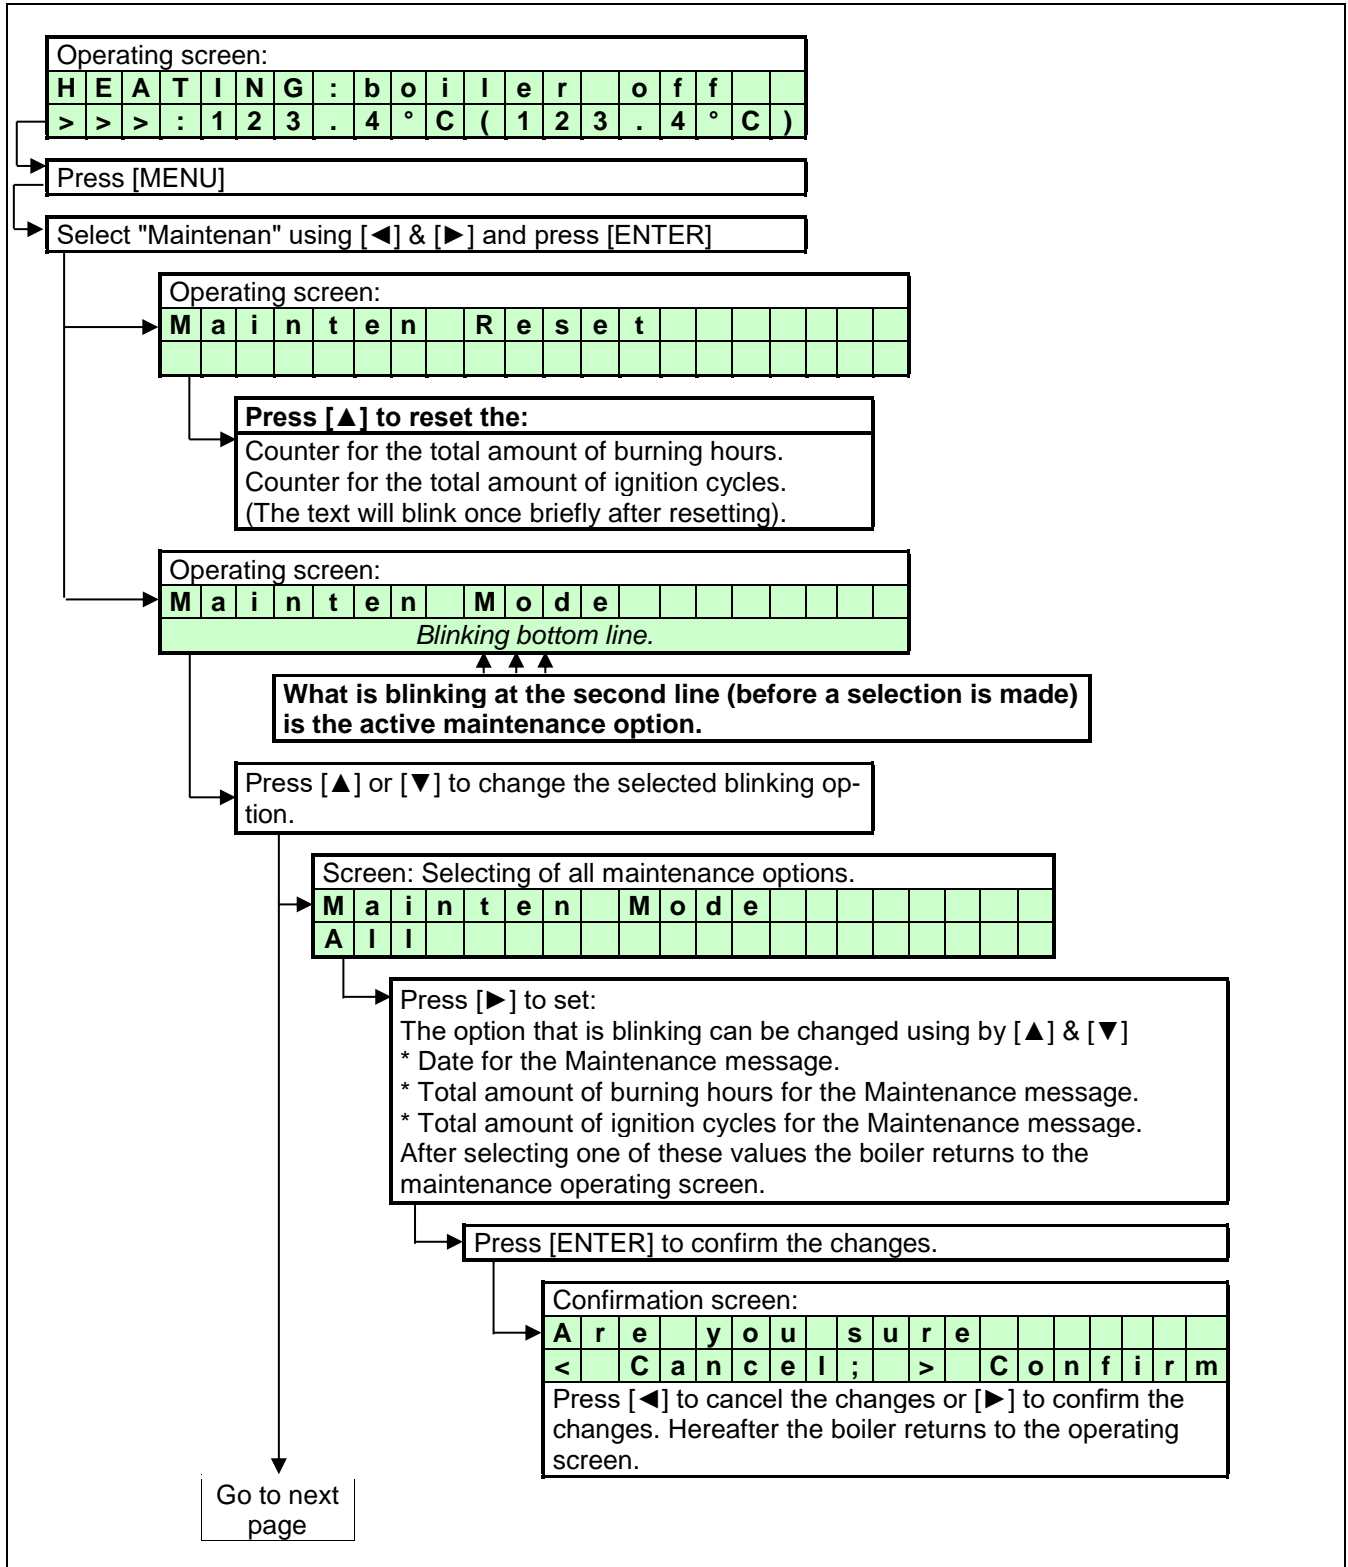 Operating screen:
HEATING:boiler off
>>>:123.4°C(123.4°C)
Press [MENU]
Select "Maintenan" using [◄] & [►] and press [ENTER]
Operating screen:
Mainten Reset
Press [▲] to reset the:
Counter for the total amount of burning hours.
Counter for the total amount of ignition cycles.
(The text will blink once briefly after resetting).
Operating screen:
Mainten Mode
Blinking bottom line.
What is blinking at the second line (before a selection is made)
is the active maintenance option.
Press [▲] or [▼] to change the selected blinking op-
tion.
Screen: Selecting of all maintenance options.
Mainten Mode
All
Press [►] to set:
The option that is blinking can be changed using by [▲] & [▼]
* Date for the Maintenance message.
* Total amount of burning hours for the Maintenance message.
* Total amount of ignition cycles for the Maintenance message.
After selecting one of these values the boiler returns to the
maintenance operating screen.
Press [ENTER] to confirm the changes.
Confirmation screen:
Are you sure
< Cancel; > Confirm
Press [◄] to cancel the changes or [►] to confirm the
changes. Hereafter the boiler returns to the operating
screen.
Go to next
page